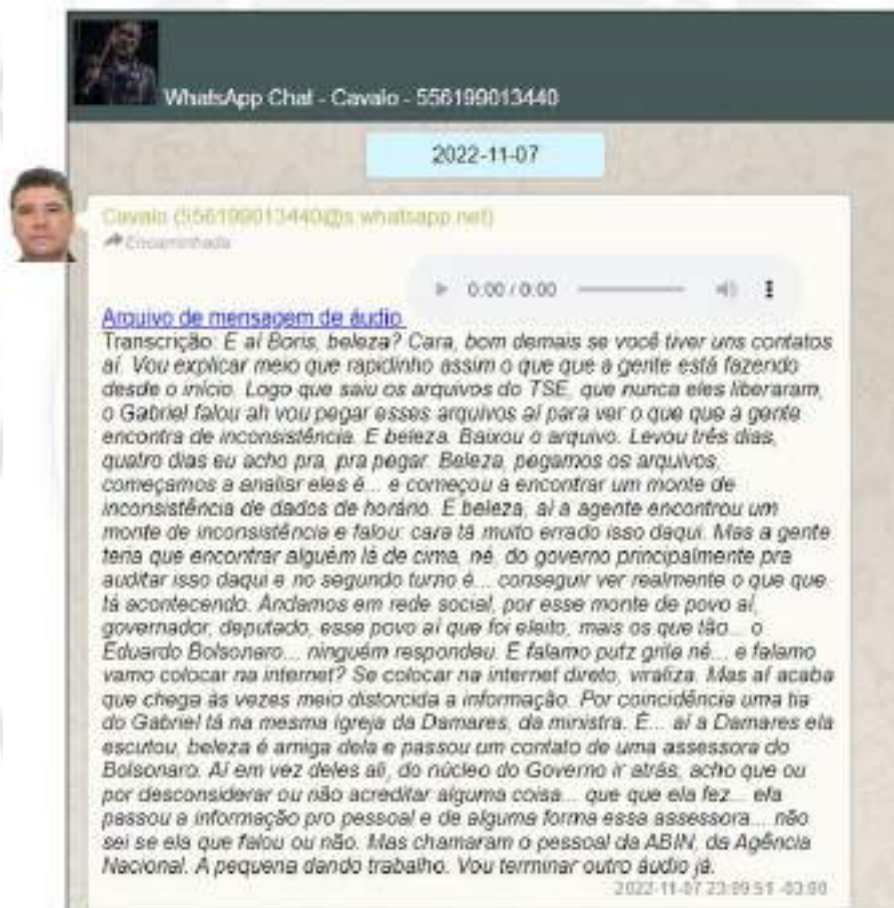 WhatsApp Chat - Cavalo - 556199013440
2022-11-07
Cavalo (556199013440@s.whatsapp.net)
Encaminhada
0:00 / 0:00
Arquivo de mensagem de áudio
Transcrição: E aí Boris, beleza? Cara, bom demais se você tiver uns contatos
aí. Vou explicar meio que rapidinho assim o que que a gente está fazendo
desde o início. Logo que saiu os arquivos do TSE, que nunca eles liberaram,
o Gabriel falou ah vou pegar esses arquivos aí para ver o que que a gente
encontra de inconsistência. E beleza. Baixou o arquivo. Levou três dias,
quatro dias eu acho pra, pra pegar. Beleza, pegamos os arquivos,
começamos a analisr eles é... e começou a encontrar um monte de
inconsistência de dados de horário. E beleza, aí a agente encontrou um
monte de inconsistência e falou: cara tá muito errado isso daqui. Mas a gente
teria que encontrar alguém lá de cima, né, do governo principalmente pra
auditar isso daqui e no segundo turno é... conseguir ver realmente o que que
tá acontecendo. Andamos em rede social, por esse monte de povo aí,
governador, deputado, esse povo aí que foi eleito, mais os que tão... o
Eduardo Bolsonaro... ninguém respondeu. E falamo putz grila né... e falamo
vamo colocar na internet? Se colocar na internet direto, viraliza. Mas aí acaba
que chega às vezes meio distorcida a informação. Por coincidência uma tia
do Gabriel tá na mesma igreja da Damares, da ministra. É... aí a Damares ela
escutou, beleza é amiga dela e passou um contato de uma assessora do
Bolsonaro. Aí em vez deles ali, do núcleo do Governo ir atrás, acho que ou
por desconsiderar ou não acreditar alguma coisa... que que ela fez... ela
passou a informação pro pessoal e de alguma forma essa assessora... não
sei se ela que falou ou não. Mas chamaram o pessoal da ABIN, da Agência
Nacional. A pequena dando trabalho. Vou terminar outro áudio já.
2022-11-07 23:09:51 -03:00